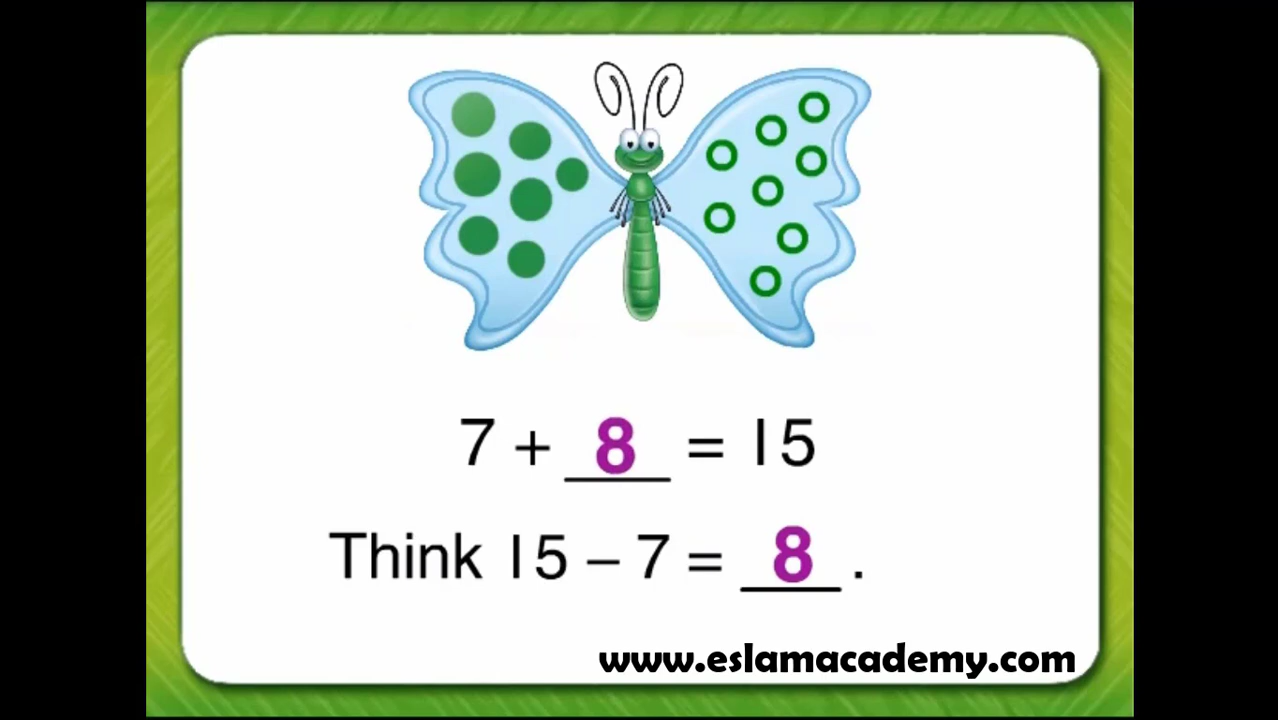 7 + 8 = 15
Think 15 – 7 = 8 .
www.eslamacademy.com